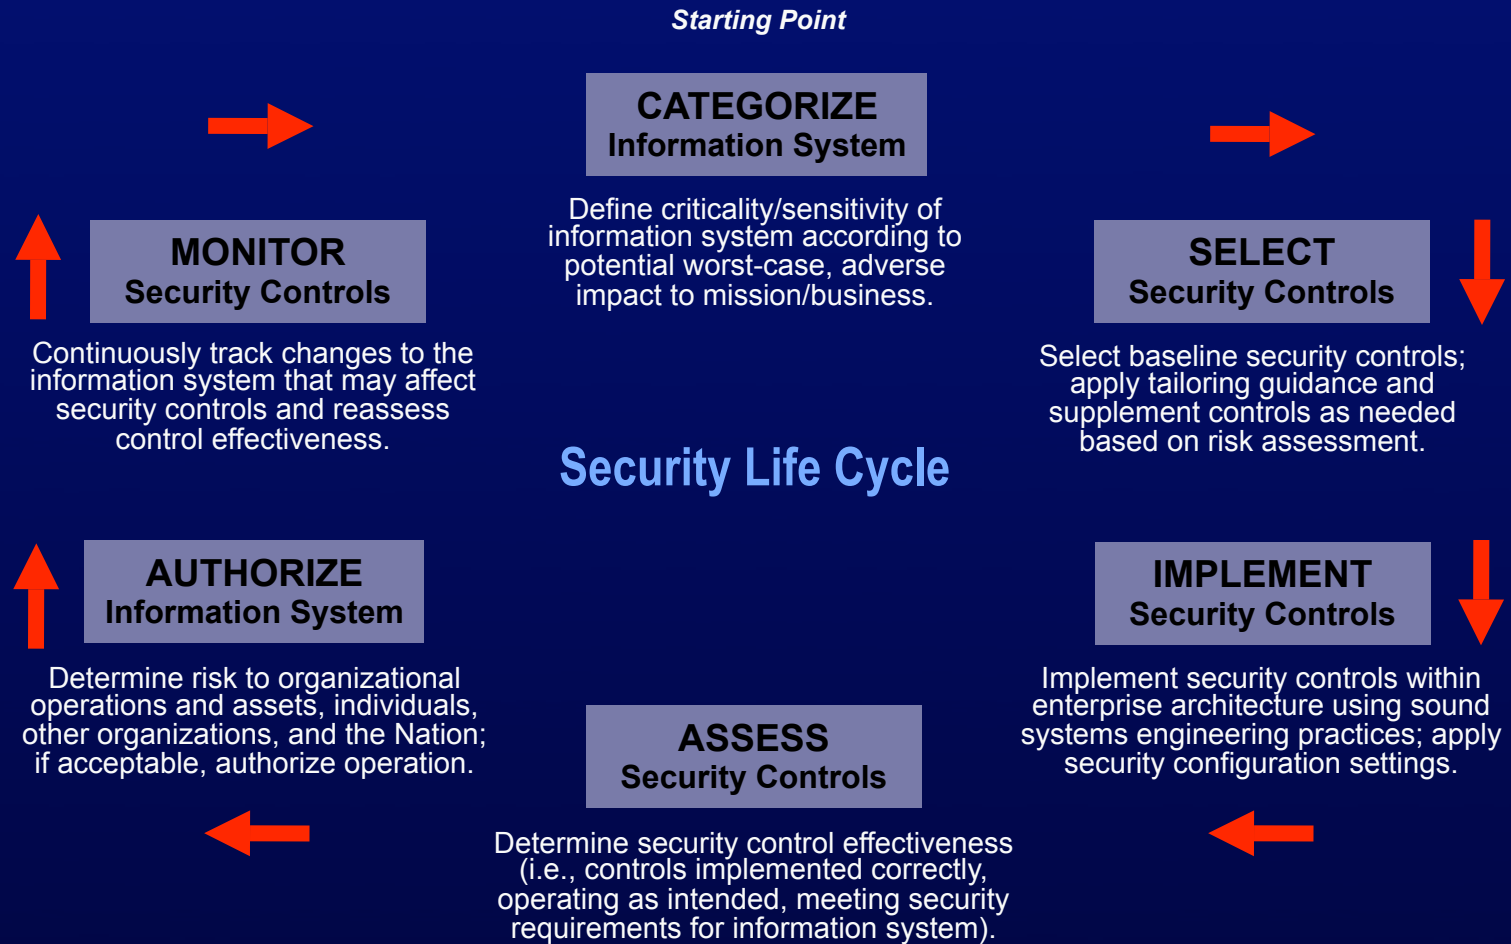 Starting Point
CATEGORIZE
Information System
Define criticality/sensitivity of
information system according to
potential worst-case, adverse
impact to mission/business.
MONITOR
Security Controls
Continuously track changes to the
information system that may affect
security controls and reassess
control effectiveness.
SELECT
Security Controls
Select baseline security controls;
apply tailoring guidance and
supplement controls as needed
based on risk assessment.
Security Life Cycle
AUTHORIZE
Information System
Determine risk to organizational
operations and assets, individuals,
other organizations, and the Nation;
if acceptable, authorize operation.
IMPLEMENT
Security Controls
Implement security controls within
enterprise architecture using sound
systems engineering practices; apply
security configuration settings.
ASSESS
Security Controls
Determine security control effectiveness
(i.e., controls implemented correctly,
operating as intended, meeting security
requirements for information system).